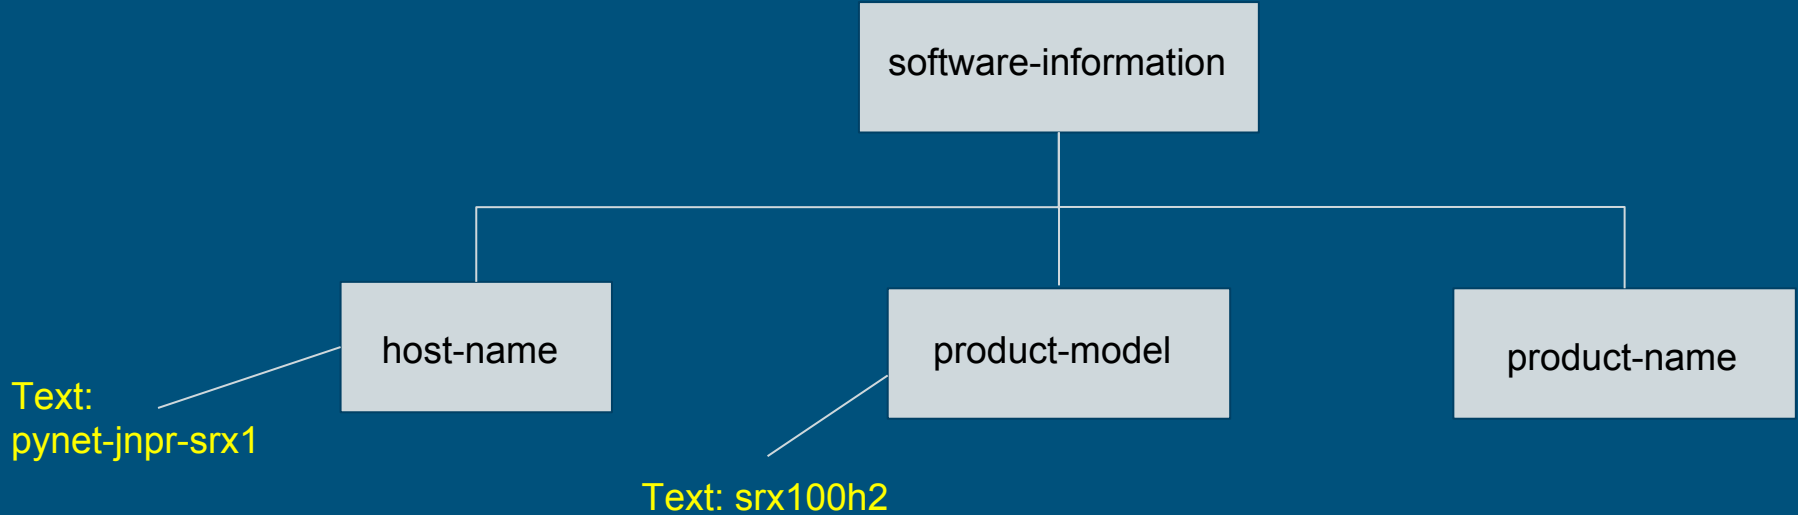 software-information
host-name
product-model
product-name
Text:
pynet-jnpr-srx1
Text: srx100h2